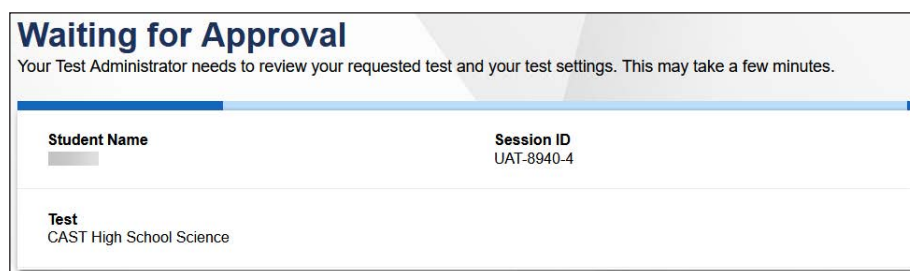 Waiting for Approval
Your Test Administrator needs to review your requested test and your test settings. This may take a few minutes.
Student Name
Session ID
UAT-8940-4
Test
CAST High School Science